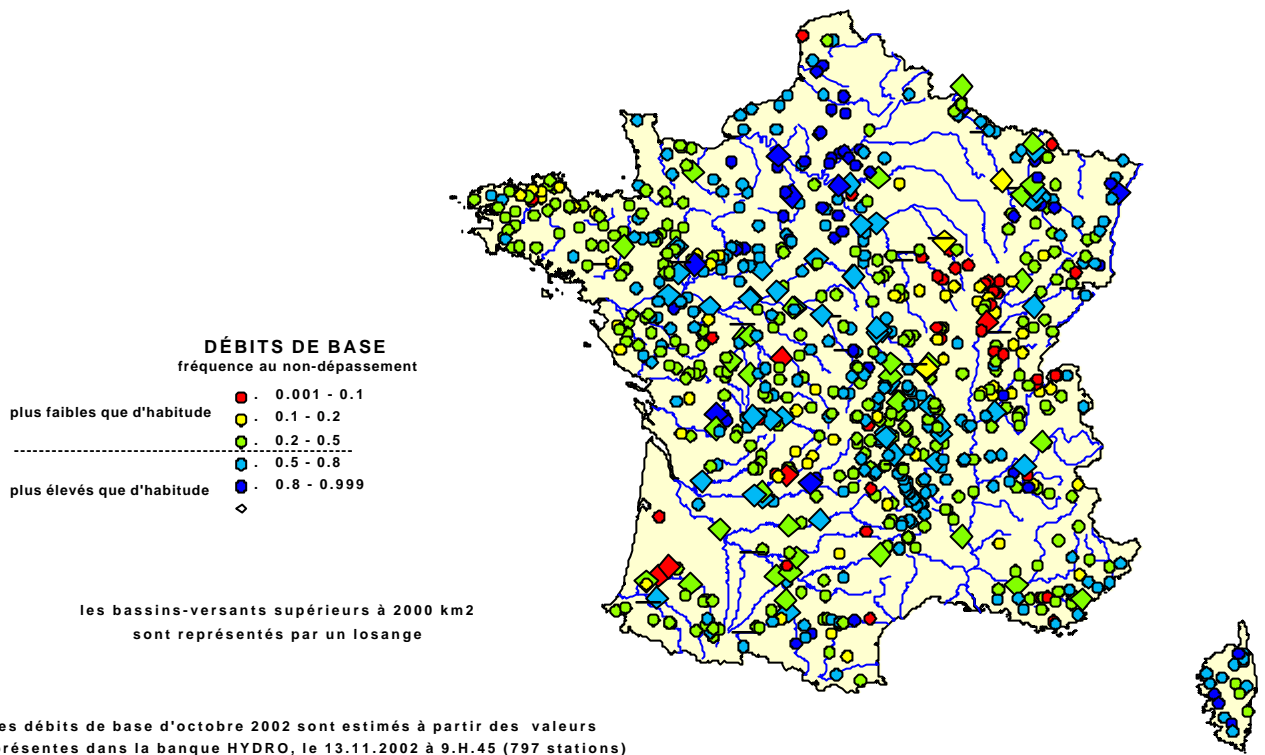 DÉBITS DE BASE
fréquence au non-dépassement
. 0.001 - 0.1
plus faibles que d'habitude
. 0.1 - 0.2
. 0.2 - 0.5
----------------------------------------------------
. 0.5 - 0.8
plus élevés que d'habitude
. 0.8 - 0.999
les bassins-versants supérieurs à 2000 km2
sont représentés par un losange
es débits de base d'octobre 2002 sont estimés à partir des valeurs
présentes dans la banque HYDRO, le 13.11.2002 à 9.H.45 (797 stations)